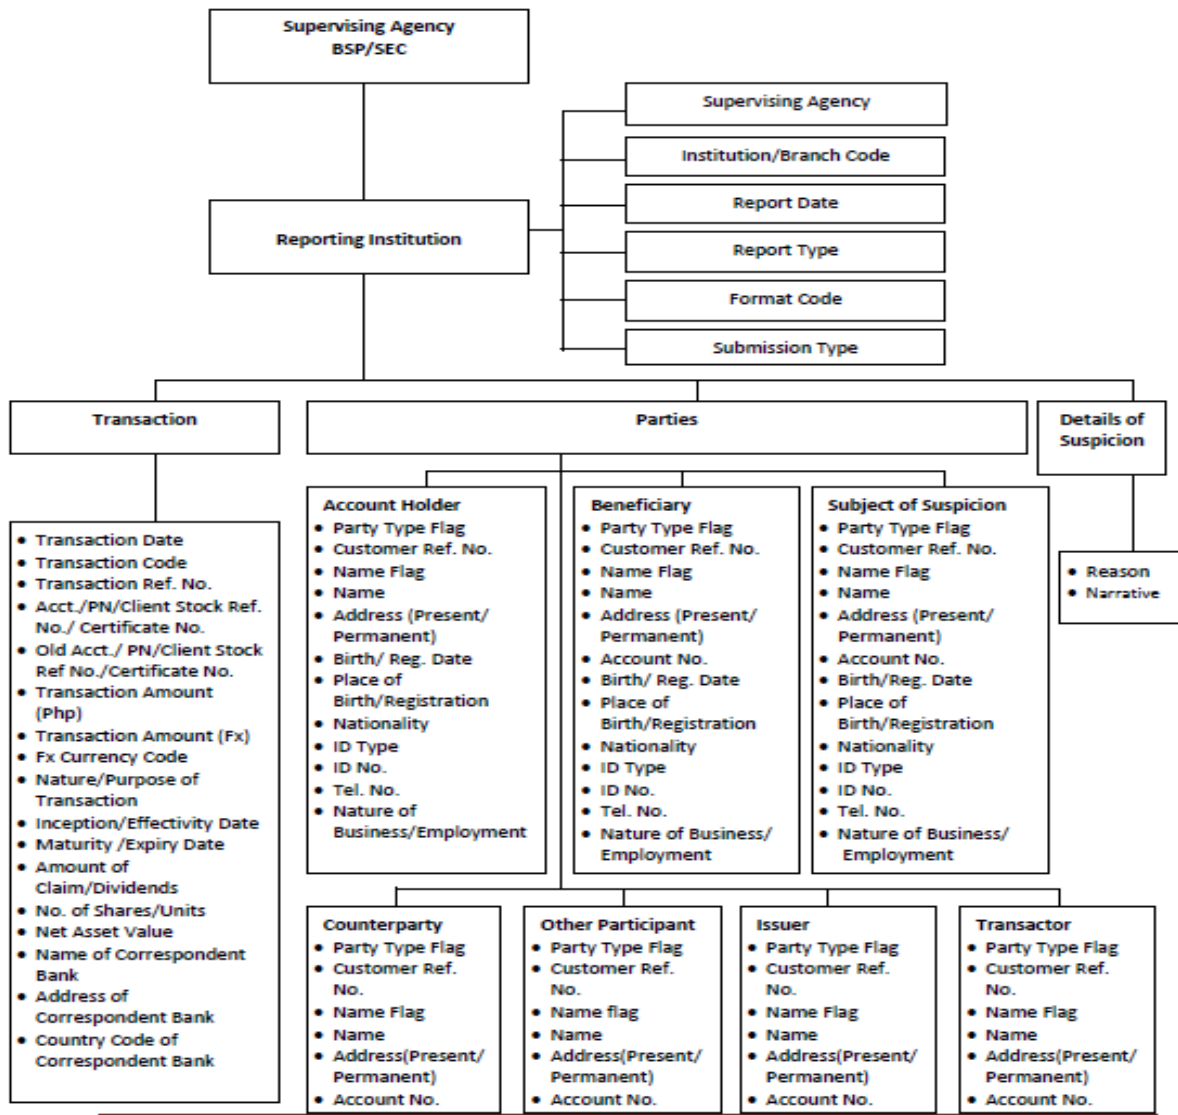 Supervising Agency
BSP/SEC
Supervising Agency
Institution/Branch Code
Report Date
Reporting Institution
Report Type
Format Code
Submission Type
Transaction
Parties
Details of
Suspicion
• Transaction Date
• Transaction Code
• Transaction Ref. No.
• Acct./PN/Client Stock Ref.
No./ Certificate No.
• Old Acct./ PN/Client Stock
Ref No./Certificate No.
• Transaction Amount
(Php)
• Transaction Amount (Fx)
• Fx Currency Code
• Nature/Purpose of
Transaction
• Inception/Effectivity Date
• Maturity /Expiry Date
• Amount of
Claim/Dividends
• No. of Shares/Units
• Net Asset Value
• Name of Correspondent
Bank
• Address of
Correspondent Bank
• Country Code of
Correspondent Bank
Account Holder
• Party Type Flag
• Customer Ref. No.
• Name Flag
• Name
• Address (Present/
Permanent)
• Birth/ Reg. Date
• Place of
Birth/Registration
• Nationality
• ID Type
• ID No.
• Tel. No.
• Nature of
Business/Employment
Beneficiary
• Party Type Flag
• Customer Ref. No.
• Name Flag
• Name
• Address (Present/
Permanent)
• Account No.
• Birth/ Reg. Date
• Place of
Birth/Registration
• Nationality
• ID Type
• ID No.
• Tel. No.
• Nature of Business/
Employment
Subject of Suspicion
• Party Type Flag
• Customer Ref. No.
• Name Flag
• Name
• Address (Present/
Permanent)
• Account No.
• Birth/Reg. Date
• Place of
Birth/Registration
• Nationality
• ID Type
• ID No.
• Tel. No.
• Nature of Business/
Employment
• Reason
• Narrative
Counterparty
• Party Type Flag
• Customer Ref.
No.
• Name Flag
• Name
• Address(Present/
Permanent)
• Account No.
Other Participant
• Party Type Flag
• Customer Ref.
No.
• Name flag
• Name
• Address(Present/
Permanent)
• Account No.
Issuer
• Party Type Flag
• Customer Ref.
No.
• Name Flag
• Name
• Address(Present/
Permanent)
• Account No.
Transactor
• Party Type Flag
• Customer Ref.
No.
• Name Flag
• Name
• Address(Present/
Permanent)
• Account No.